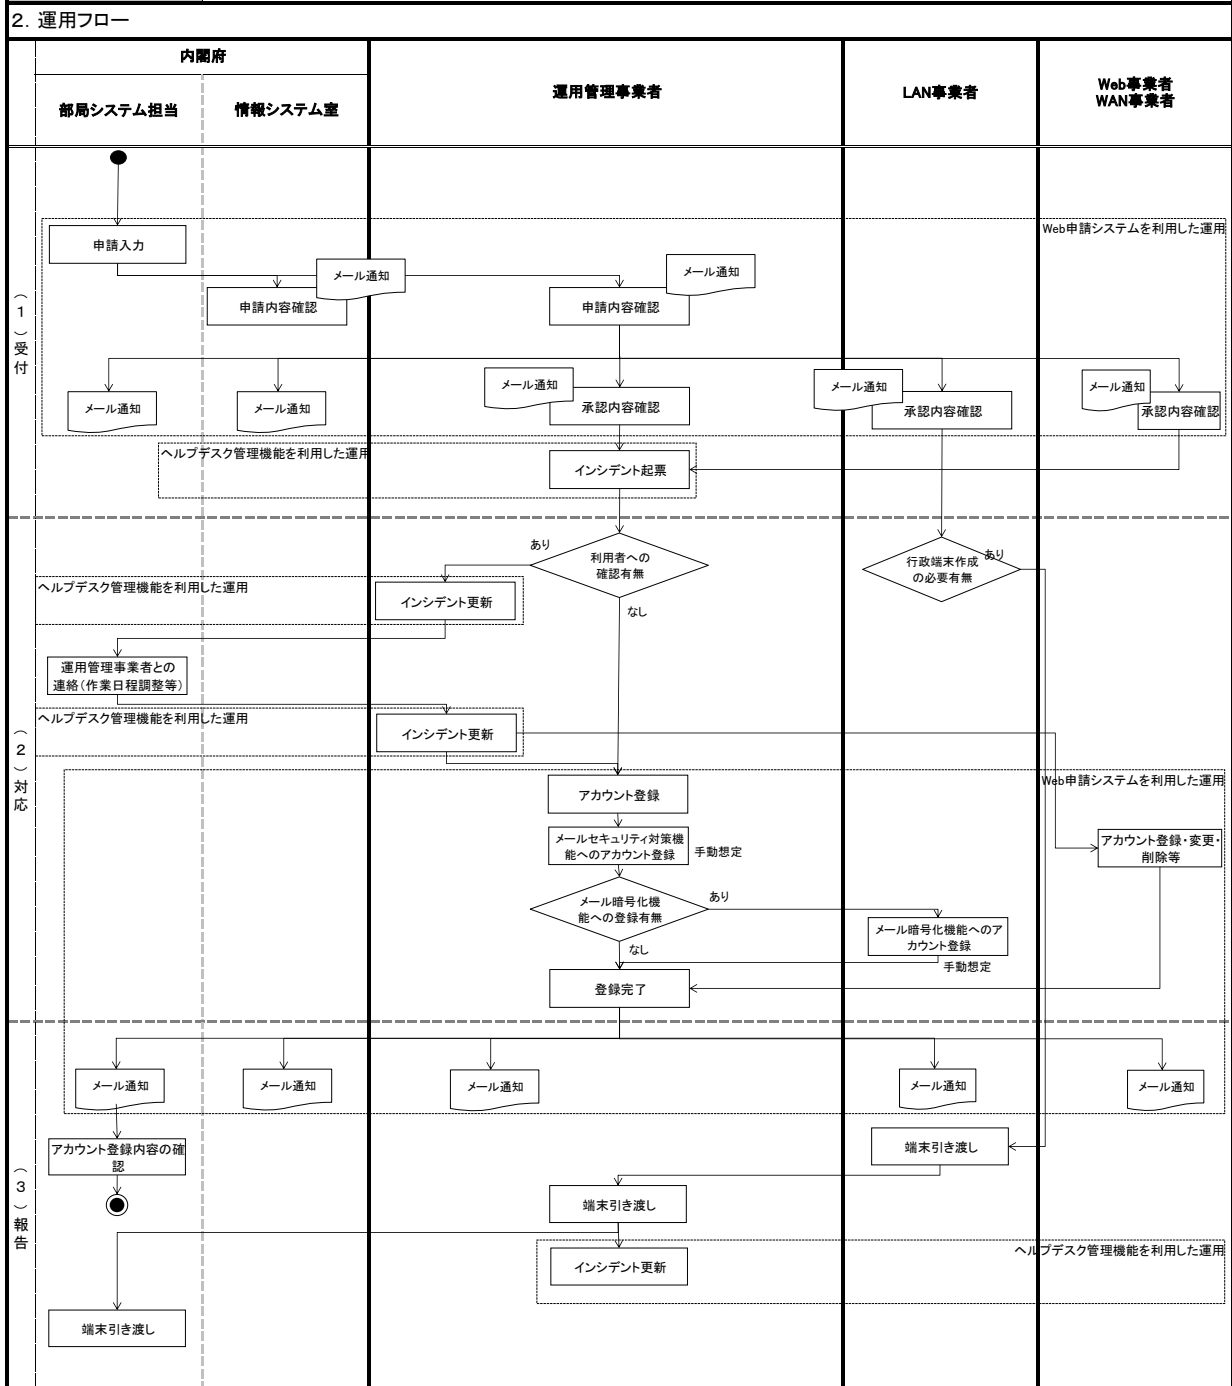 2．運用フロー
内閣府
部局システム担当
情報システム室
運用管理事業者
LAN事業者
Web事業者
WAN事業者
（1）受付
Web申請システムを利用した運用
申請入力
メール通知
メール通知
申請内容確認
申請内容確認
メール通知
メール通知
メール通知
承認内容確認
メール通知
承認内容確認
メール通知
承認内容確認
ヘルプデスク管理機能を利用した運用
インシデント起票
（2）対応
あり
利用者への
確認有無
なし
行政端末作成
の必要有無
あり
ヘルプデスク管理機能を利用した運用
インシデント更新
運用管理事業者との
連絡（作業日程調整等）
ヘルプデスク管理機能を利用した運用
インシデント更新
Web申請システムを利用した運用
アカウント登録
メールセキュリティ対策機
能へのアカウント登録
手動想定
アカウント登録・変更・
削除等
メール暗号化機
能への登録有無
あり
なし
メール暗号化機能へのア
カウント登録
手動想定
登録完了
（3）報告
メール通知
メール通知
メール通知
メール通知
メール通知
アカウント登録内容の確
認
端末引き渡し
端末引き渡し
ヘルプデスク管理機能を利用した運用
インシデント更新
端末引き渡し